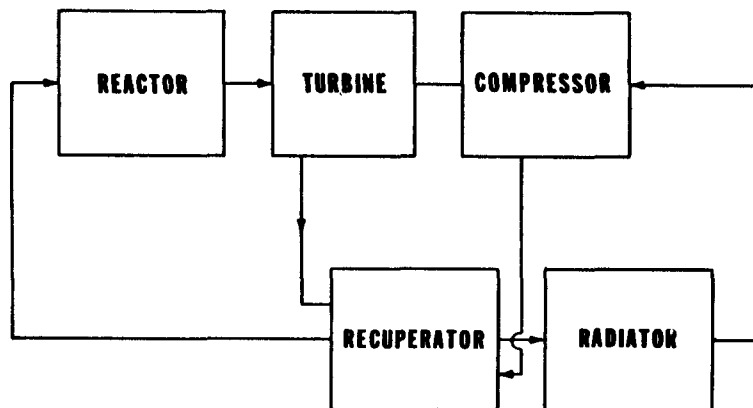 REACTOR
TURBINE
COMPRESSOR
RECUPERATOR
RADIATOR